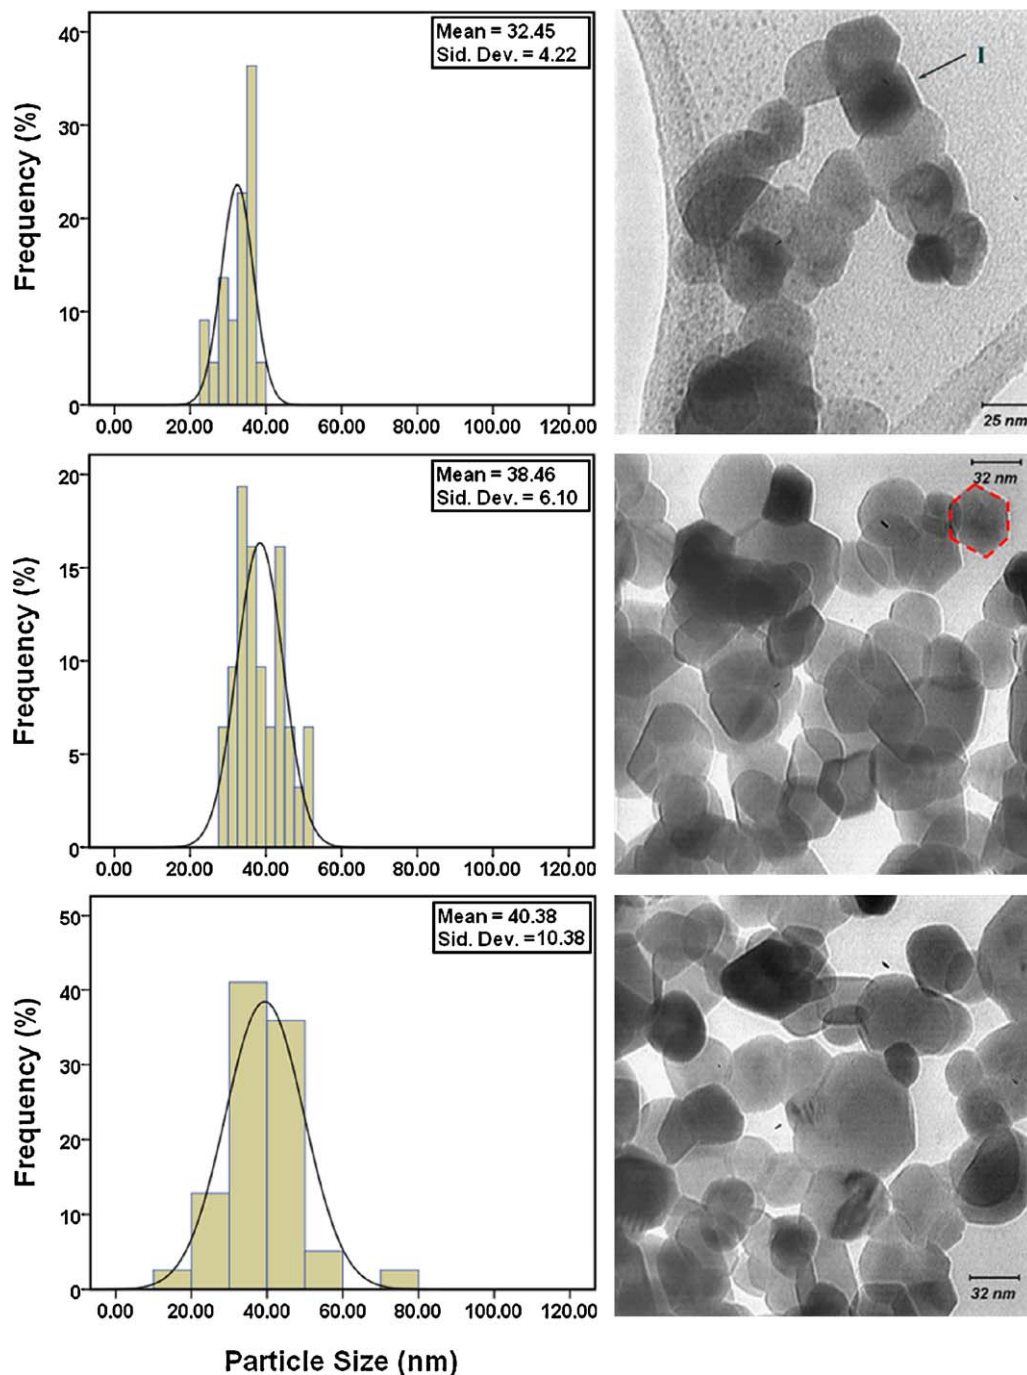 40
30
20
10
0
Frequency (%)
Mean = 32.45
Sid. Dev. = 4.22
0.00 20.00 40.00 60.00 80.00 100.00 120.00
I
25 nm
20
15
10
5
0
Frequency (%)
Mean = 38.46
Sid. Dev. = 6.10
0.00 20.00 40.00 60.00 80.00 100.00 120.00
32 nm
50
40
30
20
10
0
Frequency (%)
Mean = 40.38
Sid. Dev. =10.38
0.00 20.00 40.00 60.00 80.00 100.00 120.00
32 nm
Particle Size (nm)